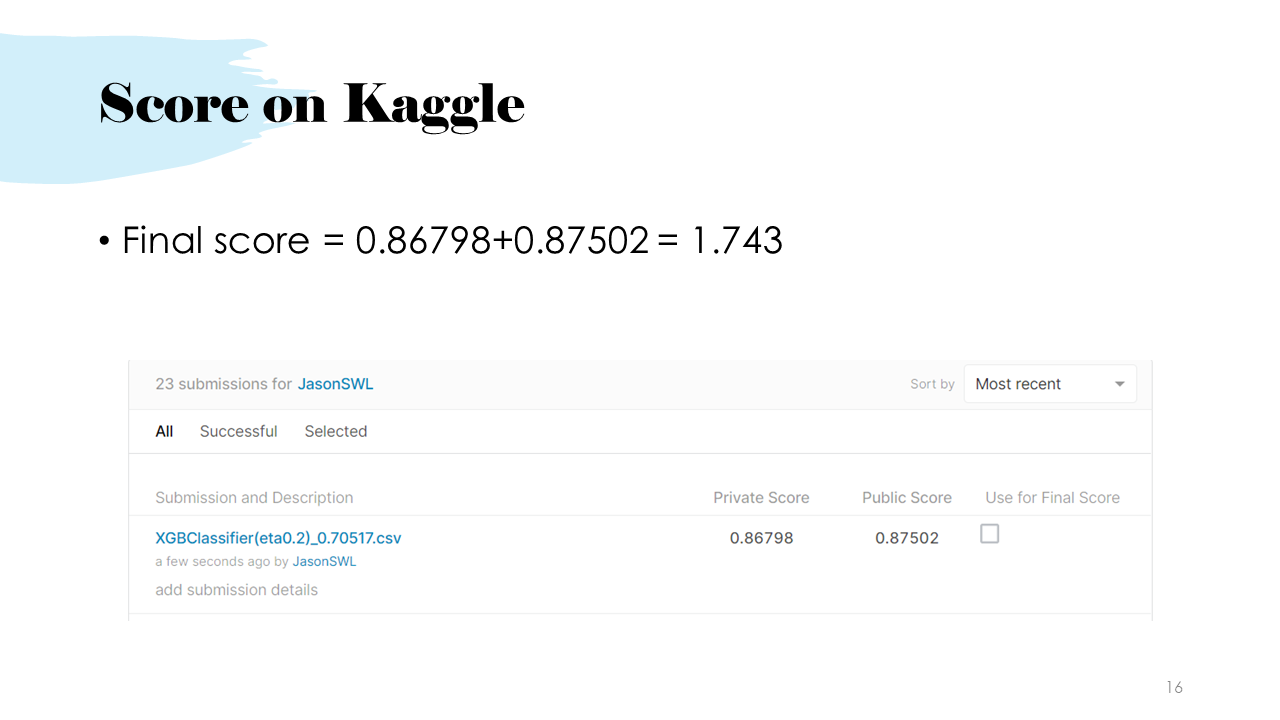 Score on Kaggle
• Final score = 0.86798+0.87502 = 1.743
23 submissions for JasonSWL Sort by Most recent
All Successful Selected
Submission and Description Private Score Public Score Use for Final Score
XGBClassifier(eta0.2)_0.70517.csv 0.86798 0.87502
a few seconds ago by JasonSWL
add submission details
16